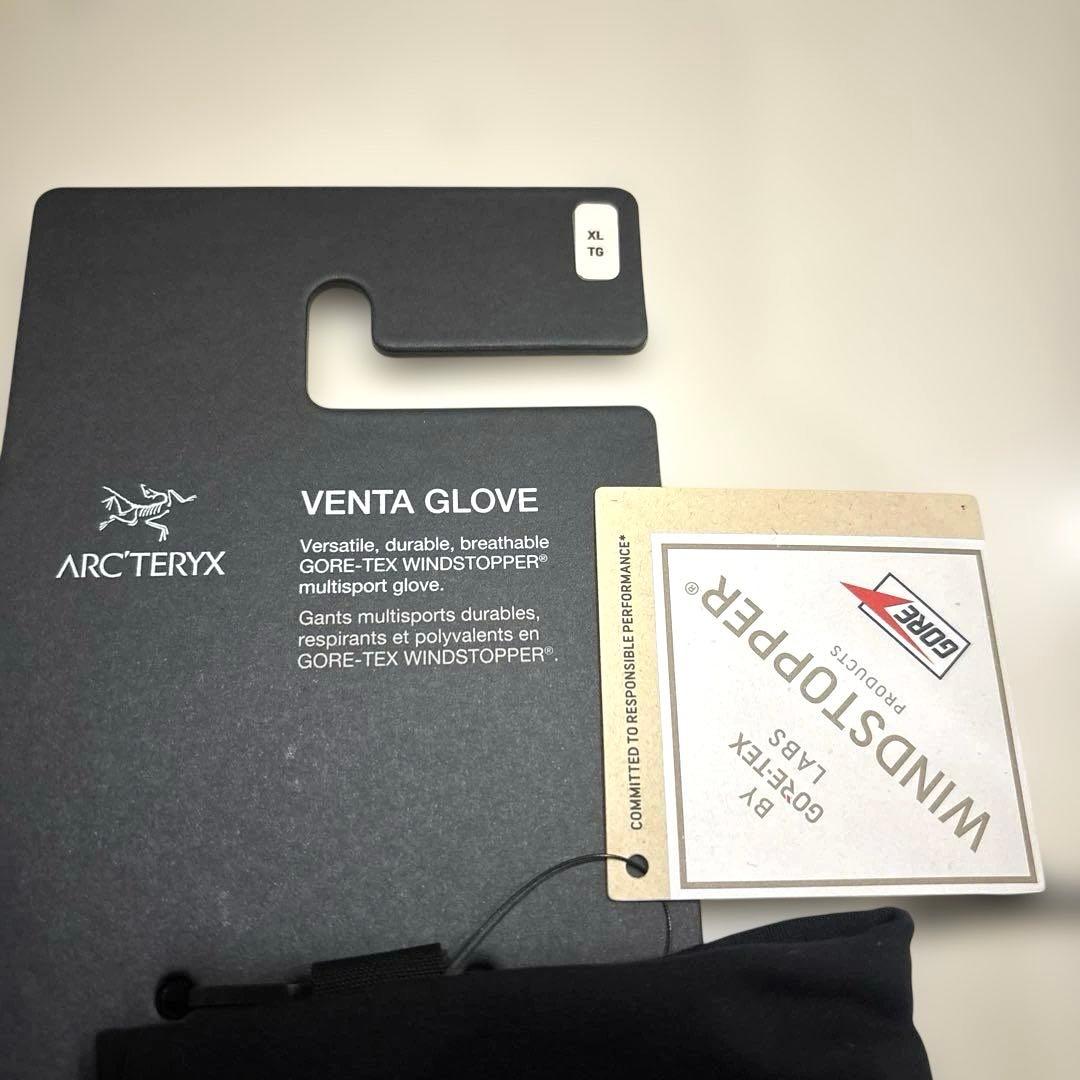 XL
TG
ARC'TERYX
VENTA GLOVE
Versatile, durable, breathable
GORE-TEX WINDSTOPPER®
multisport glove.
Gants multisports durables,
respirants et polyvalents en
GORE-TEX WINDSTOPPER®.
COMMITTED TO RESPONSIBLE PERFORMANCE*
GORE
PRODUCTS
WINDSTOPPER®
BY
GORE-TEX
LABS